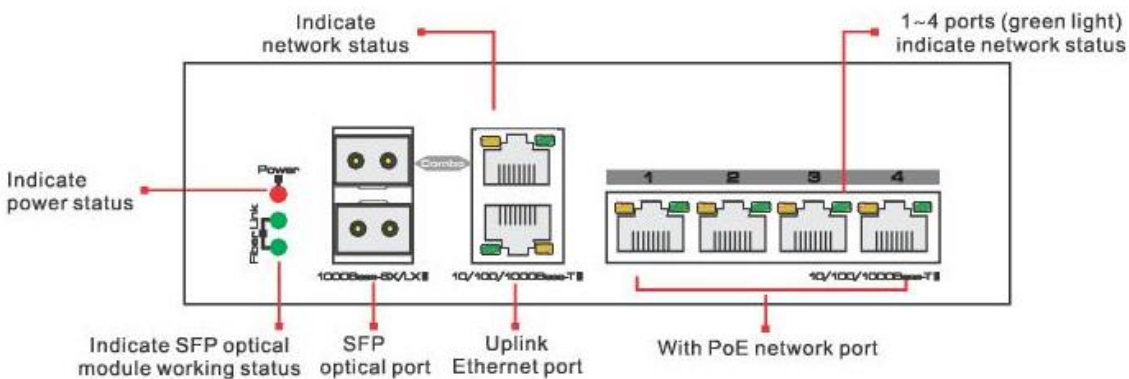 Indicate
network status
1~4 ports (green light)
indicate network status
Indicate
power status
Power
Fiber Link
Combo
1 2 3 4
1000Base-SX/LX
10/100/1000Base-T
10/100/1000Base-T
Indicate SFP optical
module working status
SFP
optical port
Uplink
Ethernet port
With PoE network port